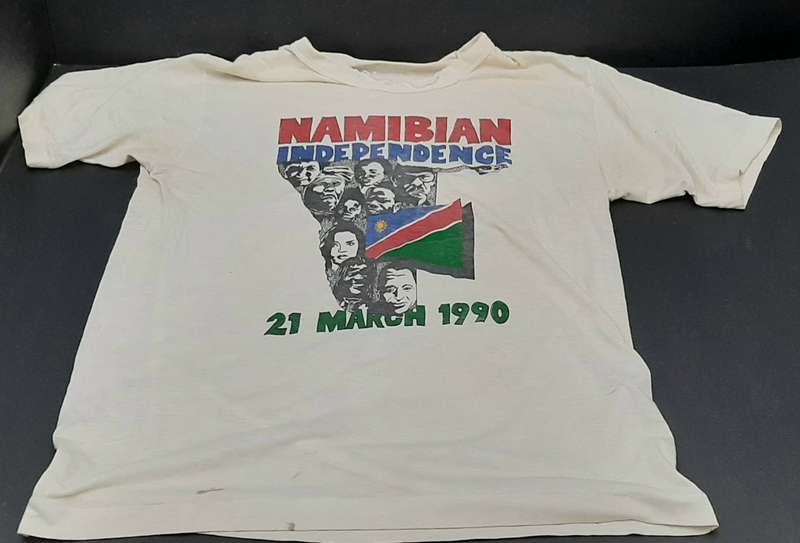 NAMIBIAN
INDEPENDENCE
21 MARCH 1990